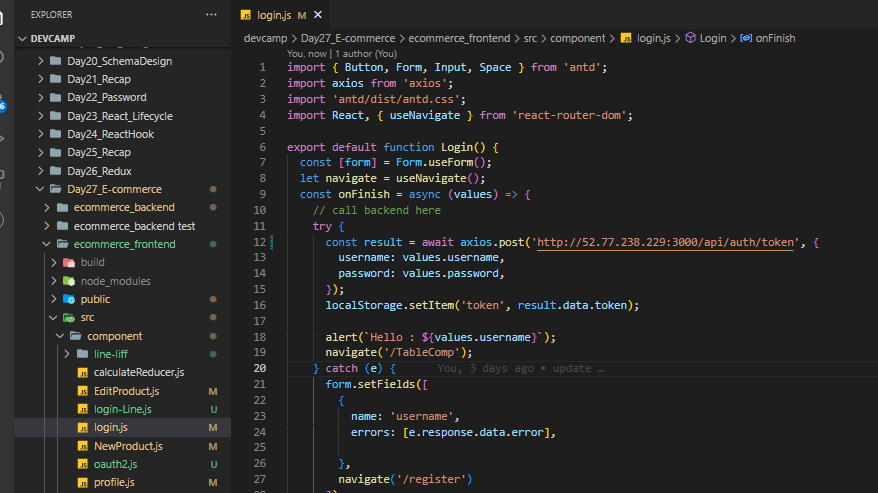 EXPLORER
DEVCAMP
Day20_SchemaDesign
Day21_Recap
Day22_Password
Day23_React_Lifecycle
Day24_ReactHook
Day25_Recap
Day26_Redux
Day27_E-commerce
ecommerce_backend
ecommerce_backend test
ecommerce_frontend
build
node_modules
public
src
component
line-liff
JS calculateReducer.js
JS EditProduct.js M
JS login-Line.js U
JS login.js M
JS NewProduct.js M
JS oauth2.js U
JS profile.js M
JS login.js M
devcamp > Day27_E-commerce > ecommerce_frontend > src > component > JS login.js > Login > onFinish
You, now | 1 author (You)
1 import { Button, Form, Input, Space } from 'antd';
2 import axios from 'axios';
3 import 'antd/dist/antd.css';
4 import React, { useNavigate } from 'react-router-dom';
5
6 export default function Login() {
7 const [form] = Form.useForm();
8 let navigate = useNavigate();
9 const onFinish = async (values) => {
10 // call backend here
11 try {
12 const result = await axios.post('http://52.77.238.229:3000/api/auth/token', {
13 username: values.username,
14 password: values.password,
15 });
16 localStorage.setItem('token', result.data.token);
17
18 alert(`Hello : ${values.username}`);
19 navigate('/TableComp');
20 } catch (e) { You, 3 days ago • update …
21 form.setFields([
22 {
23 name: 'username',
24 errors: [e.response.data.error],
25
26 },
27 navigate('/register')